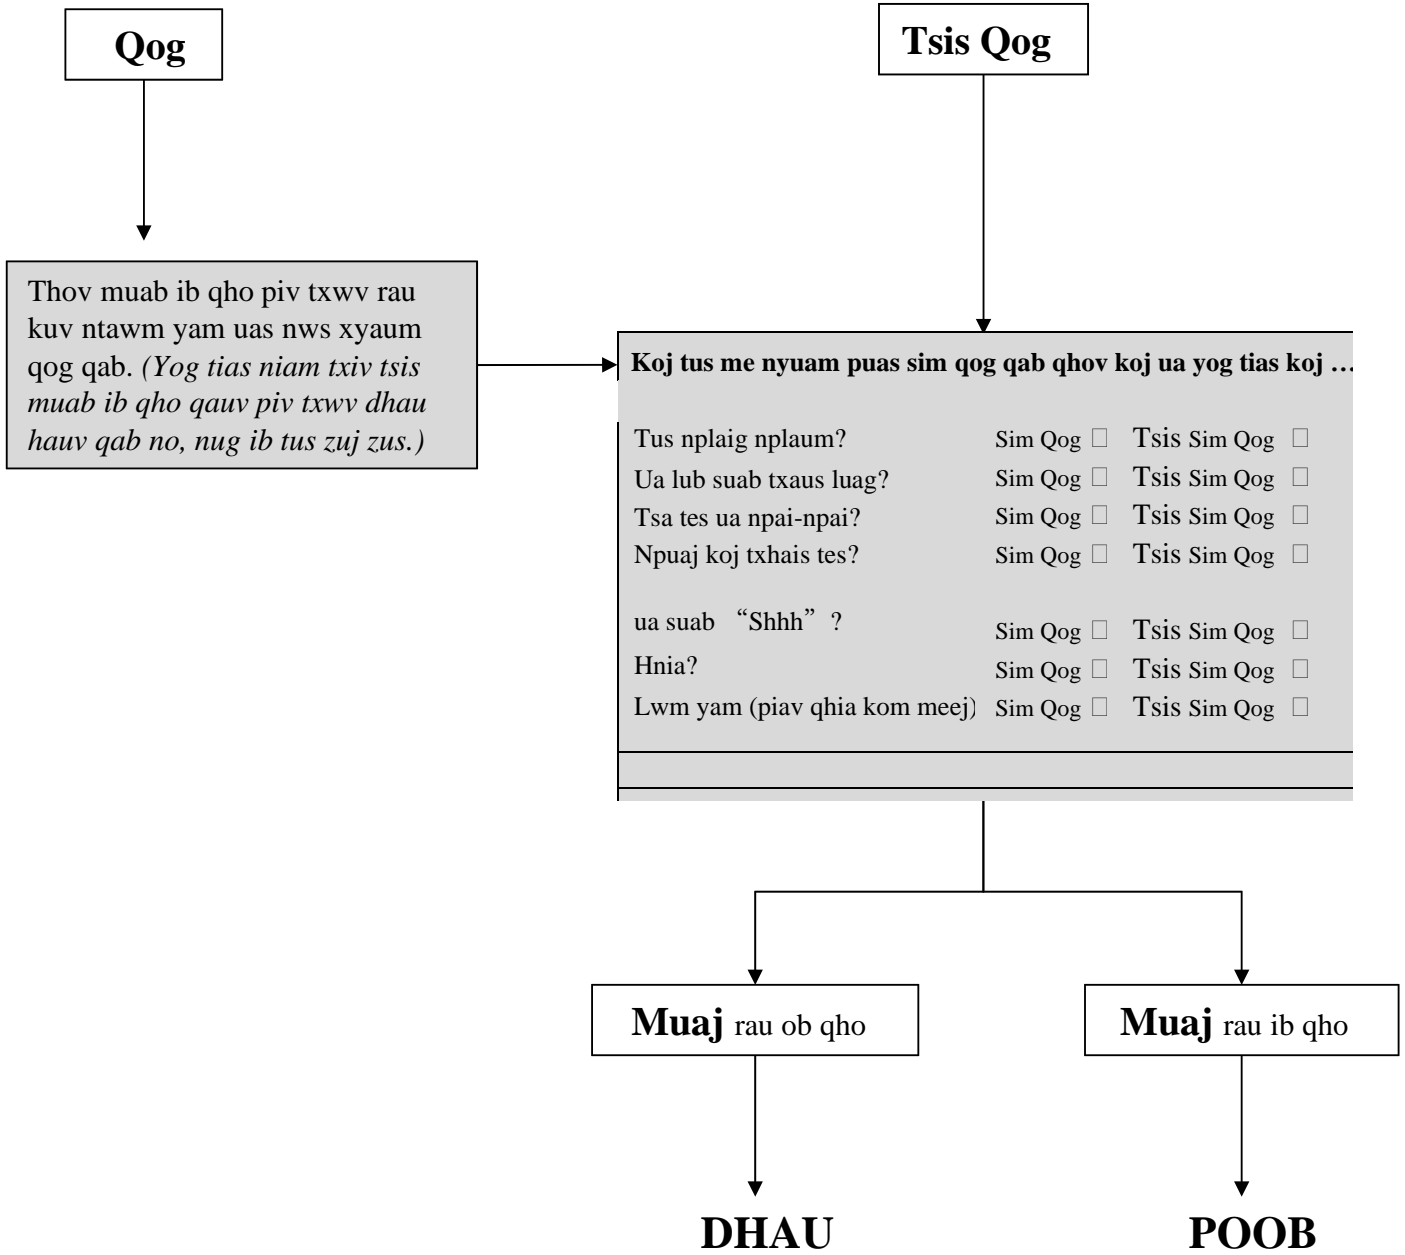 Qog
Tsis Qog
Thov muab ib qho piv txwv rau
kuv ntawm yam uas nws xyaum
qog qab. (Yog tias niam txiv tsis
muab ib qho qauv piv txwv dhau
hauv qab no, nug ib tus zuj zus.)
Koj tus me nyuam puas sim qog qab qhov koj ua yog tias koj …
Tus nplaig nplaum? Sim Qog □ Tsis Sim Qog □
Ua lub suab txaus luag? Sim Qog □ Tsis Sim Qog □
Tsa tes ua npai-npai? Sim Qog □ Tsis Sim Qog □
Npuaj koj txhais tes? Sim Qog □ Tsis Sim Qog □
ua suab “Shhh”? Sim Qog □ Tsis Sim Qog □
Hnia? Sim Qog □ Tsis Sim Qog □
Lwm yam (piav qhia kom meej) Sim Qog □ Tsis Sim Qog □
Muaj rau ob qho
Muaj rau ib qho
DHAU
POOB